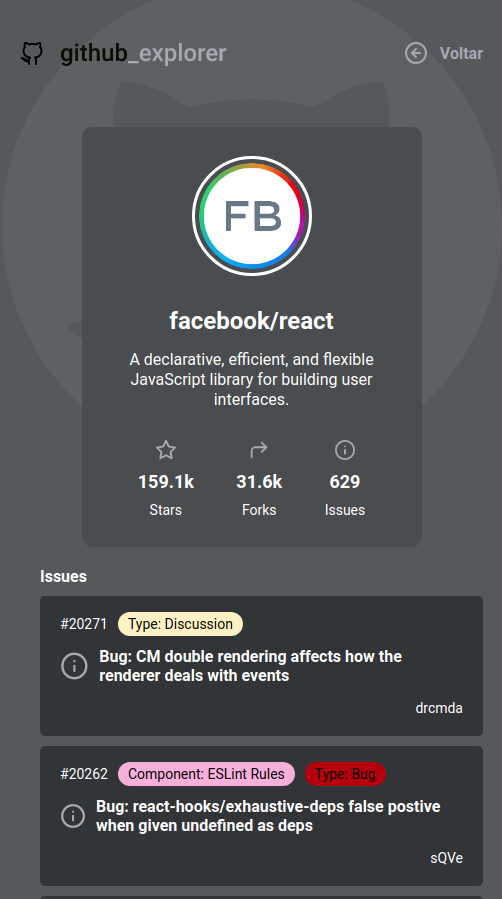 github_explorer
Voltar
FB
facebook/react
A declarative, efficient, and flexible
JavaScript library for building user
interfaces.
159.1k 31.6k 629
Stars Forks Issues
Issues
#20271 Type: Discussion
Bug: CM double rendering affects how the
renderer deals with events
drcmda
#20262 Component: ESLint Rules Type: Bug
Bug: react-hooks/exhaustive-deps false postive
when given undefined as deps
sQVe